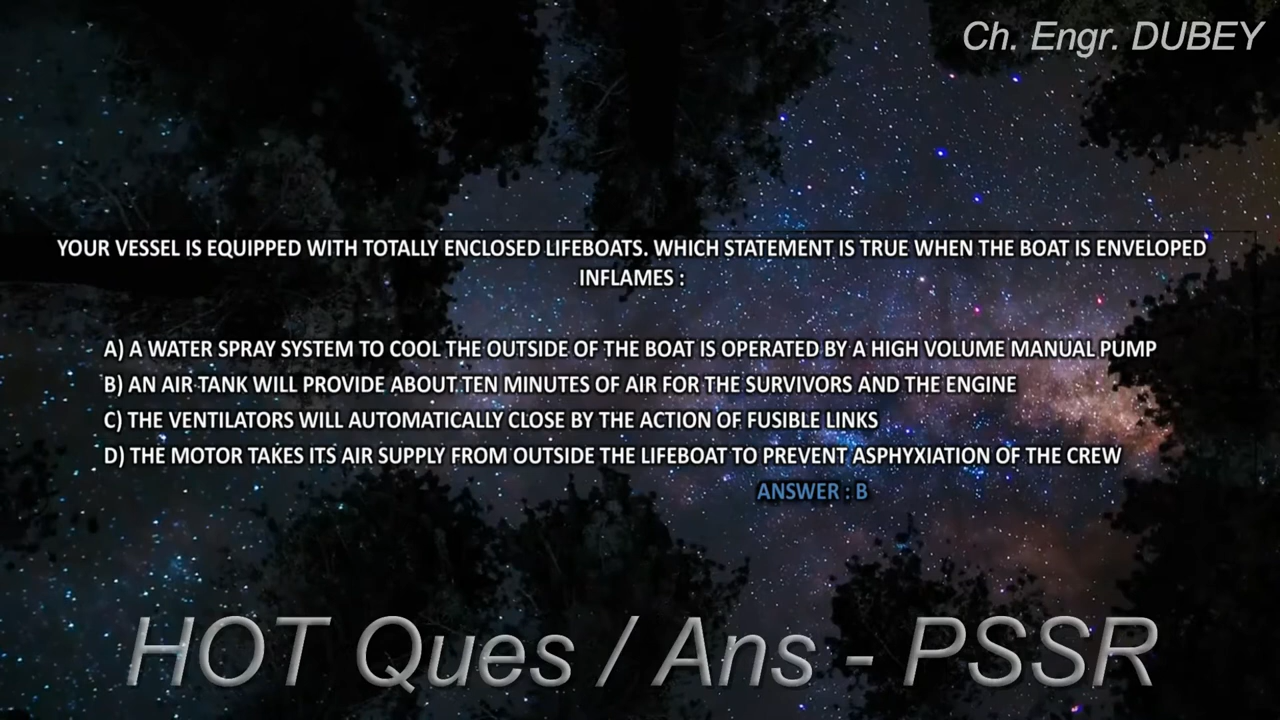 Ch. Engr. DUBEY
YOUR VESSEL IS EQUIPPED WITH TOTALLY ENCLOSED LIFEBOATS. WHICH STATEMENT IS TRUE WHEN THE BOAT IS ENVELOPED
INFLAMES :
A) A WATER SPRAY SYSTEM TO COOL THE OUTSIDE OF THE BOAT IS OPERATED BY A HIGH VOLUME MANUAL PUMP
B) AN AIR TANK WILL PROVIDE ABOUT TEN MINUTES OF AIR FOR THE SURVIVORS AND THE ENGINE
C) THE VENTILATORS WILL AUTOMATICALLY CLOSE BY THE ACTION OF FUSIBLE LINKS
D) THE MOTOR TAKES ITS AIR SUPPLY FROM OUTSIDE THE LIFEBOAT TO PREVENT ASPHYXIATION OF THE CREW
ANSWER : B
HOT Ques / Ans - PSSR